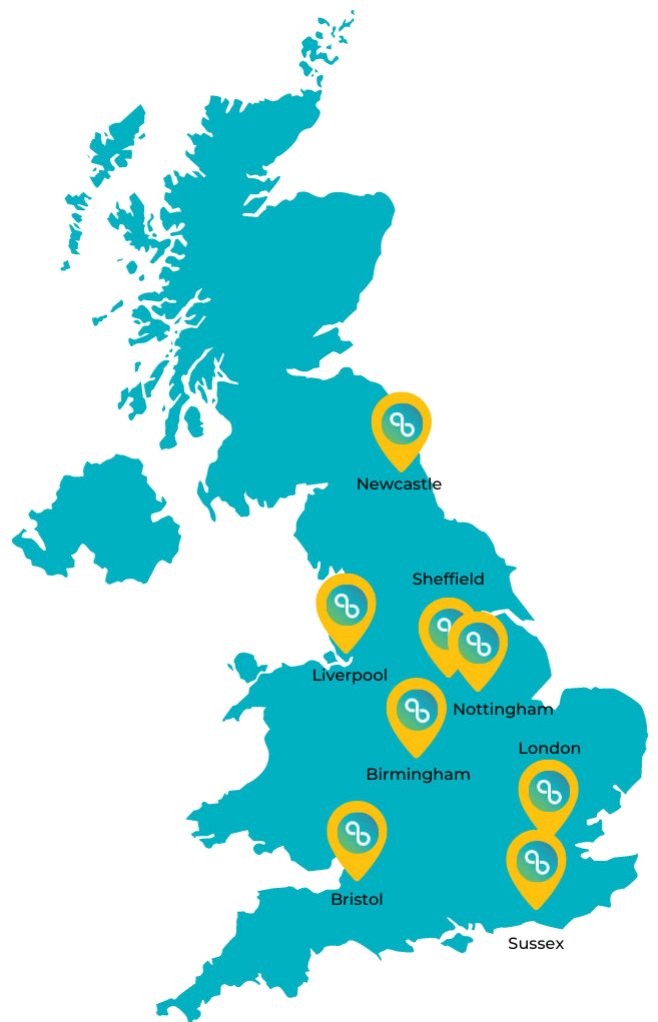 Newcastle
Sheffield
Liverpool
Nottingham
London
Birmingham
Bristol
Sussex